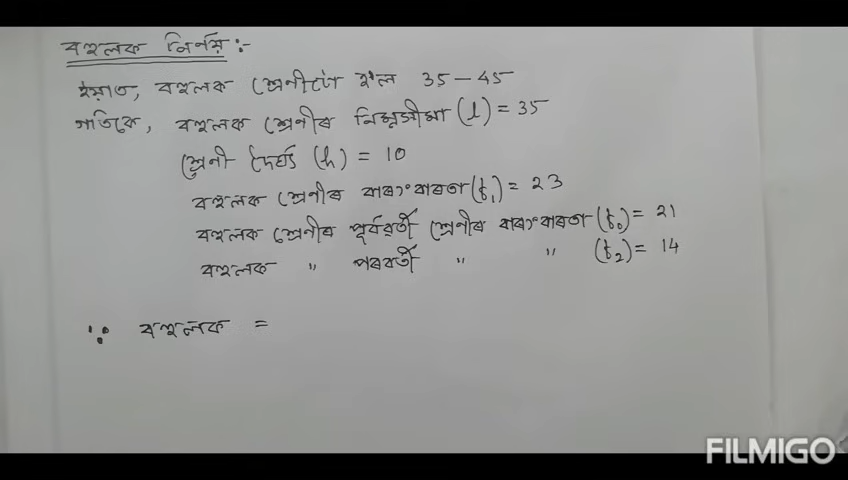 বহুলক নিৰ্ণয় :-
ইয়াত, বহুলক শ্ৰেনীটো হ'ল 35 – 45
গতিকে, বহুলক শ্ৰেনীৰ নিম্নসীমা (l) = 35
শ্ৰেনী দৈৰ্ঘ্য (h) = 10
বহুলক শ্ৰেনীৰ বাৰংবাৰতা (f₁) = 23
বহুলক শ্ৰেনীৰ পূৰ্বৱৰ্তী শ্ৰেনীৰ বাৰংবাৰতা (f₀) = 21
বহুলক " পৰৱৰ্তী " " (f₂) = 14
∵ বহুলক =
FILMIGO